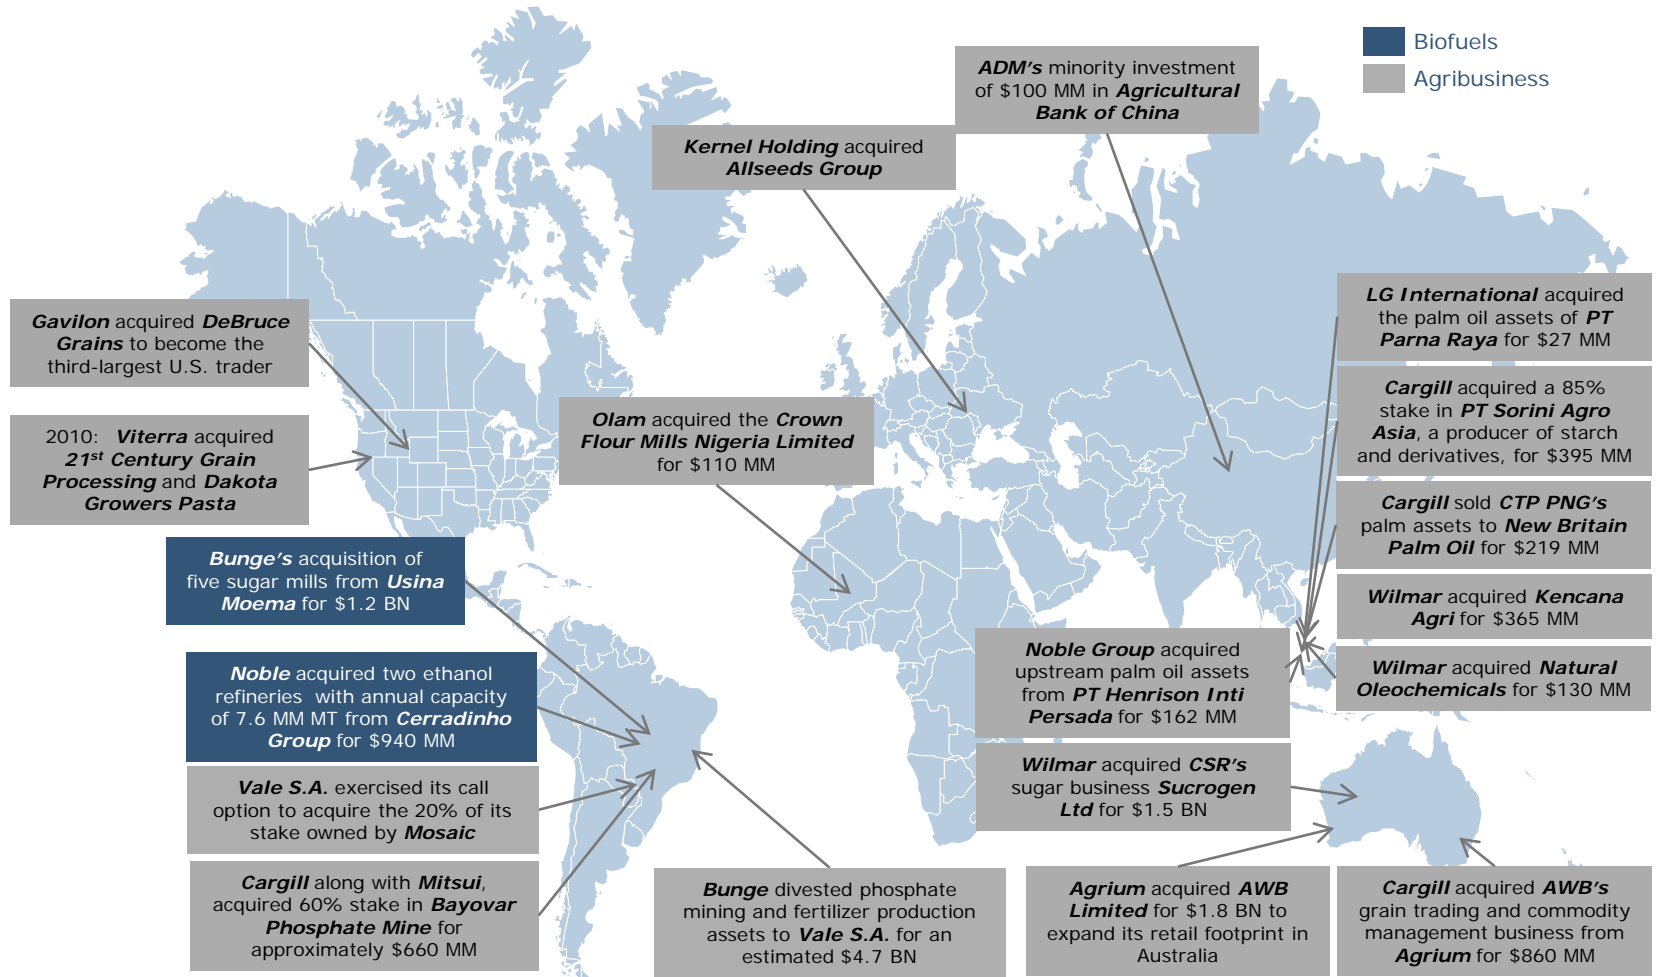 Biofuels
Agribusiness
ADM's minority investment
of $100 MM in Agricultural
Bank of China
Kernel Holding acquired
Allseeds Group
Gavilon acquired DeBruce
Grains to become the
third-largest U.S. trader
2010: Viterra acquired
21st Century Grain
Processing and Dakota
Growers Pasta
Olam acquired the Crown
Flour Mills Nigeria Limited
for $110 MM
LG International acquired
the palm oil assets of PT
Parna Raya for $27 MM
Cargill acquired a 85%
stake in PT Sorini Agro
Asia, a producer of starch
and derivatives, for $395 MM
Cargill sold CTP PNG's
palm assets to New Britain
Palm Oil for $219 MM
Wilmar acquired Kencana
Agri for $365 MM
Wilmar acquired Natural
Oleochemicals for $130 MM
Bunge's acquisition of
five sugar mills from Usina
Moema for $1.2 BN
Noble acquired two ethanol
refineries with annual capacity
of 7.6 MM MT from Cerradinho
Group for $940 MM
Noble Group acquired
upstream palm oil assets
from PT Henrison Inti
Persada for $162 MM
Wilmar acquired CSR's
sugar business Sucrogen
Ltd for $1.5 BN
Vale S.A. exercised its call
option to acquire the 20% of its
stake owned by Mosaic
Cargill along with Mitsui,
acquired 60% stake in Bayovar
Phosphate Mine for
approximately $660 MM
Bunge divested phosphate
mining and fertilizer production
assets to Vale S.A. for an
estimated $4.7 BN
Agrium acquired AWB
Limited for $1.8 BN to
expand its retail footprint in
Australia
Cargill acquired AWB's
grain trading and commodity
management business from
Agrium for $860 MM